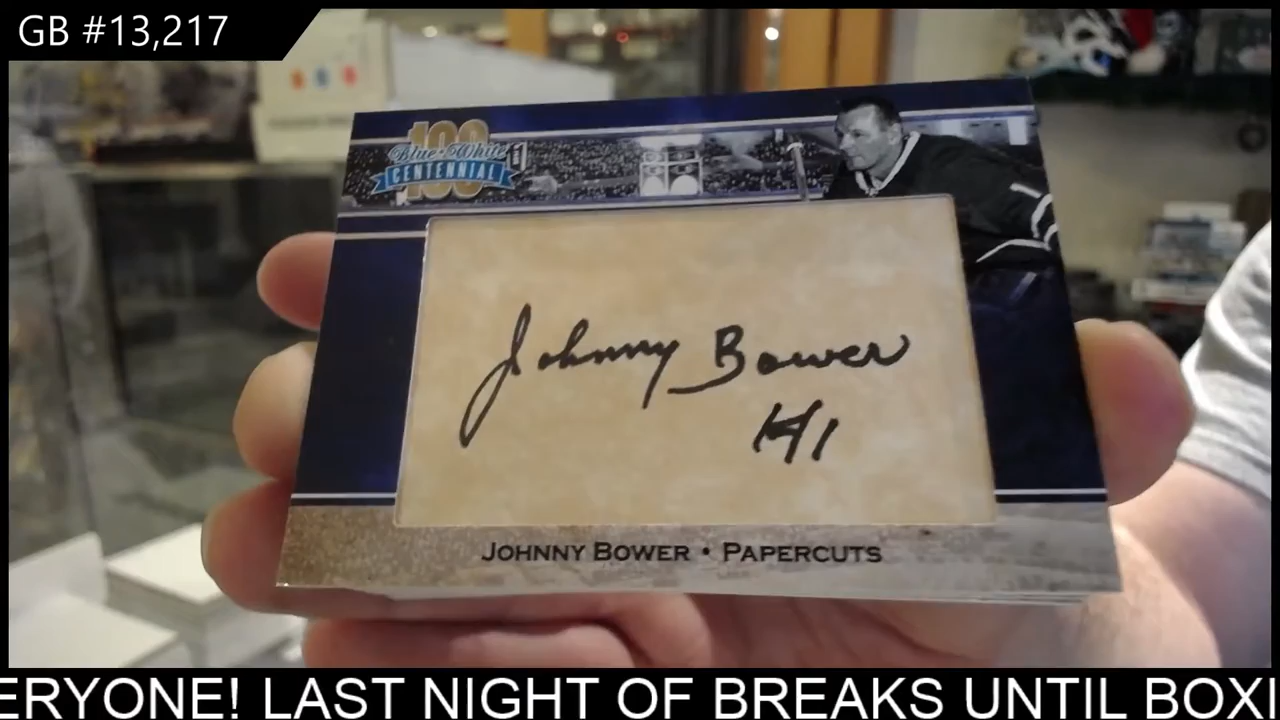 GB #13,217
100
Blue & White
CENTENNIAL
Johnny Bower
H/1
JOHNNY BOWER • PAPERCUTS
ERYONE! LAST NIGHT OF BREAKS UNTIL BOXI